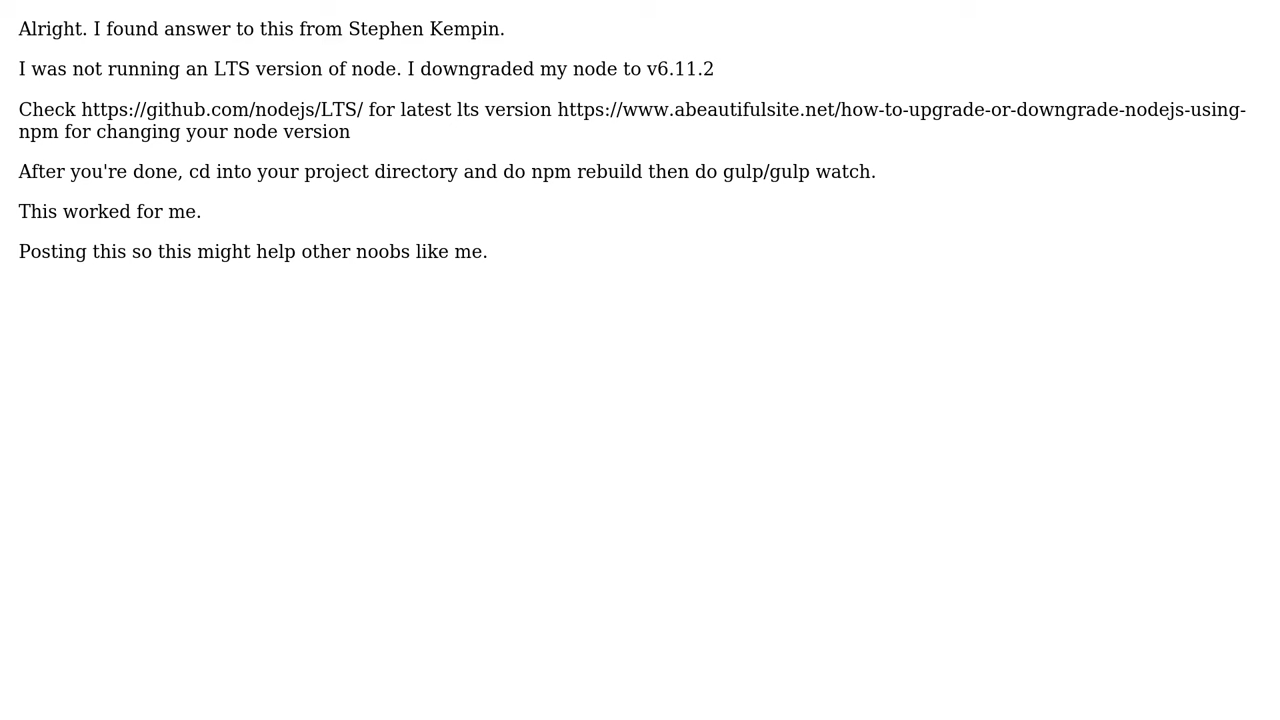 Alright. I found answer to this from Stephen Kempin.
I was not running an LTS version of node. I downgraded my node to v6.11.2
Check https://github.com/nodejs/LTS/ for latest lts version https://www.abeautifulsite.net/how-to-upgrade-or-downgrade-nodejs-using-
npm for changing your node version
After you're done, cd into your project directory and do npm rebuild then do gulp/gulp watch.
This worked for me.
Posting this so this might help other noobs like me.